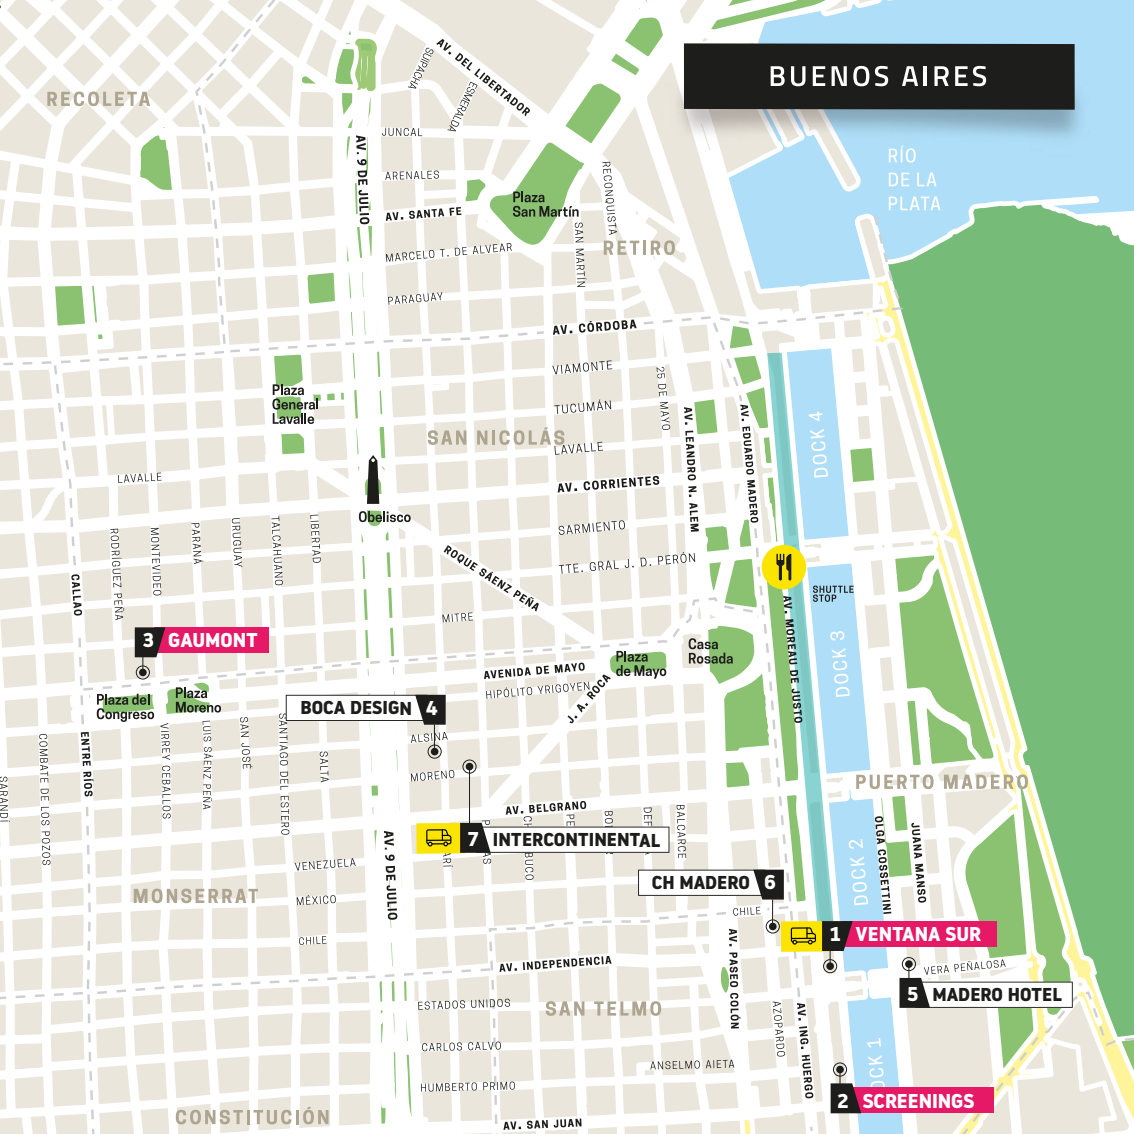 BUENOS AIRES
RECOLETA
AV. DEL LIBERTADOR
SUIPACHA
ESMERALDA
JUNCAL
AV. 9 DE JULIO
ARENALES
AV. SANTA FE
Plaza
San Martín
RECONQUISTA
SAN MARTÍN
RETIRO
MARCELO T. DE ALVEAR
PARAGUAY
RÍO
DE LA
PLATA
AV. CÓRDOBA
VIAMONTE
25 DE MAYO
TUCUMÁN
Plaza
General
Lavalle
SAN NICOLÁS
LAVALLE
AV. LEANDRO N. ALEM
AV. EDUARDO MADERO
DOCK 4
LAVALLE
AV. CORRIENTES
Obelisco
SARMIENTO
RODRÍGUEZ PEÑA
MONTEVIDEO
PARANÁ
URUGUAY
TALCAHUANO
LIBERTAD
CALLAO
ROQUE SÁENZ PEÑA
TTE. GRAL J. D. PERÓN
SHUTTLE
STOP
MITRE
DOCK 3
AV. MOREAU DE JUSTO
3 GAUMONT
Casa
Rosada
Plaza
de Mayo
AVENIDA DE MAYO
HIPÓLITO YRIGOYEN
J. A. ROCA
Plaza del
Congreso
Plaza
Moreno
BOCA DESIGN 4
ALSINA
MORENO
COMBATE DE LOS POZOS
ENTRE RÍOS
VIRREY CEBALLOS
LUIS SÁENZ PEÑA
SAN JOSÉ
SANTIAGO DEL ESTERO
SALTA
SARANDÍ
PUERTO MADERO
AV. BELGRANO
BALCARCE
7 INTERCONTINENTAL
AV. 9 DE JULIO
DOCK 2
OLGA COSSETTINI
JUANA MANSO
VENEZUELA
MONSERRAT
MÉXICO
CH MADERO 6
CHILE
CHILE
1 VENTANA SUR
AV. PASEO COLÓN
AV. INDEPENDENCIA
VERA PEÑALOSA
5 MADERO HOTEL
ESTADOS UNIDOS
SAN TELMO
AZOPARDO
AV. ING. HUERGO
CARLOS CALVO
ANSELMO AIETA
HUMBERTO PRIMO
2 SCREENINGS
CONSTITUCIÓN
AV. SAN JUAN